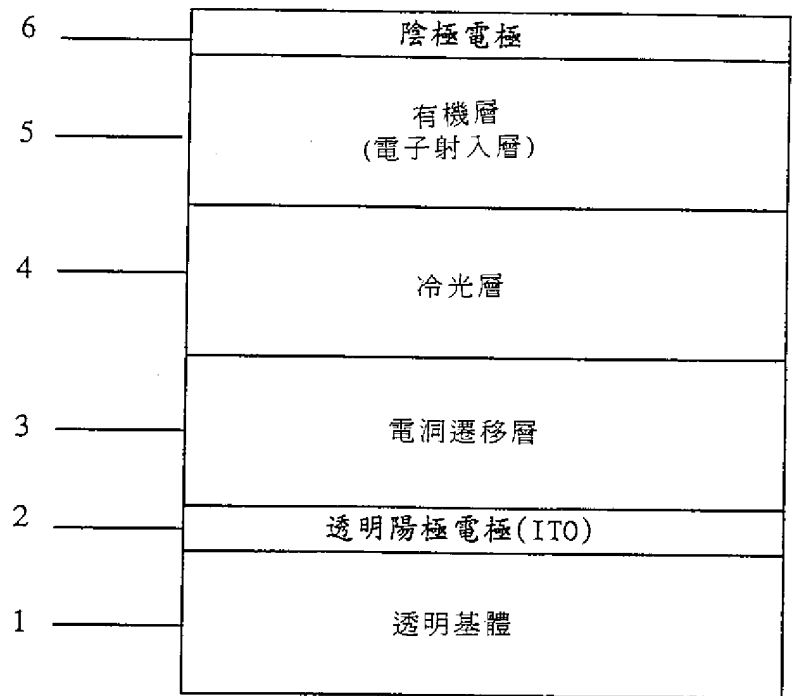 6 陰極電極
有機層
5 (電子射入層)
4 冷光層
3 電洞遷移層
2 透明陽極電極(ITO)
1 透明基體